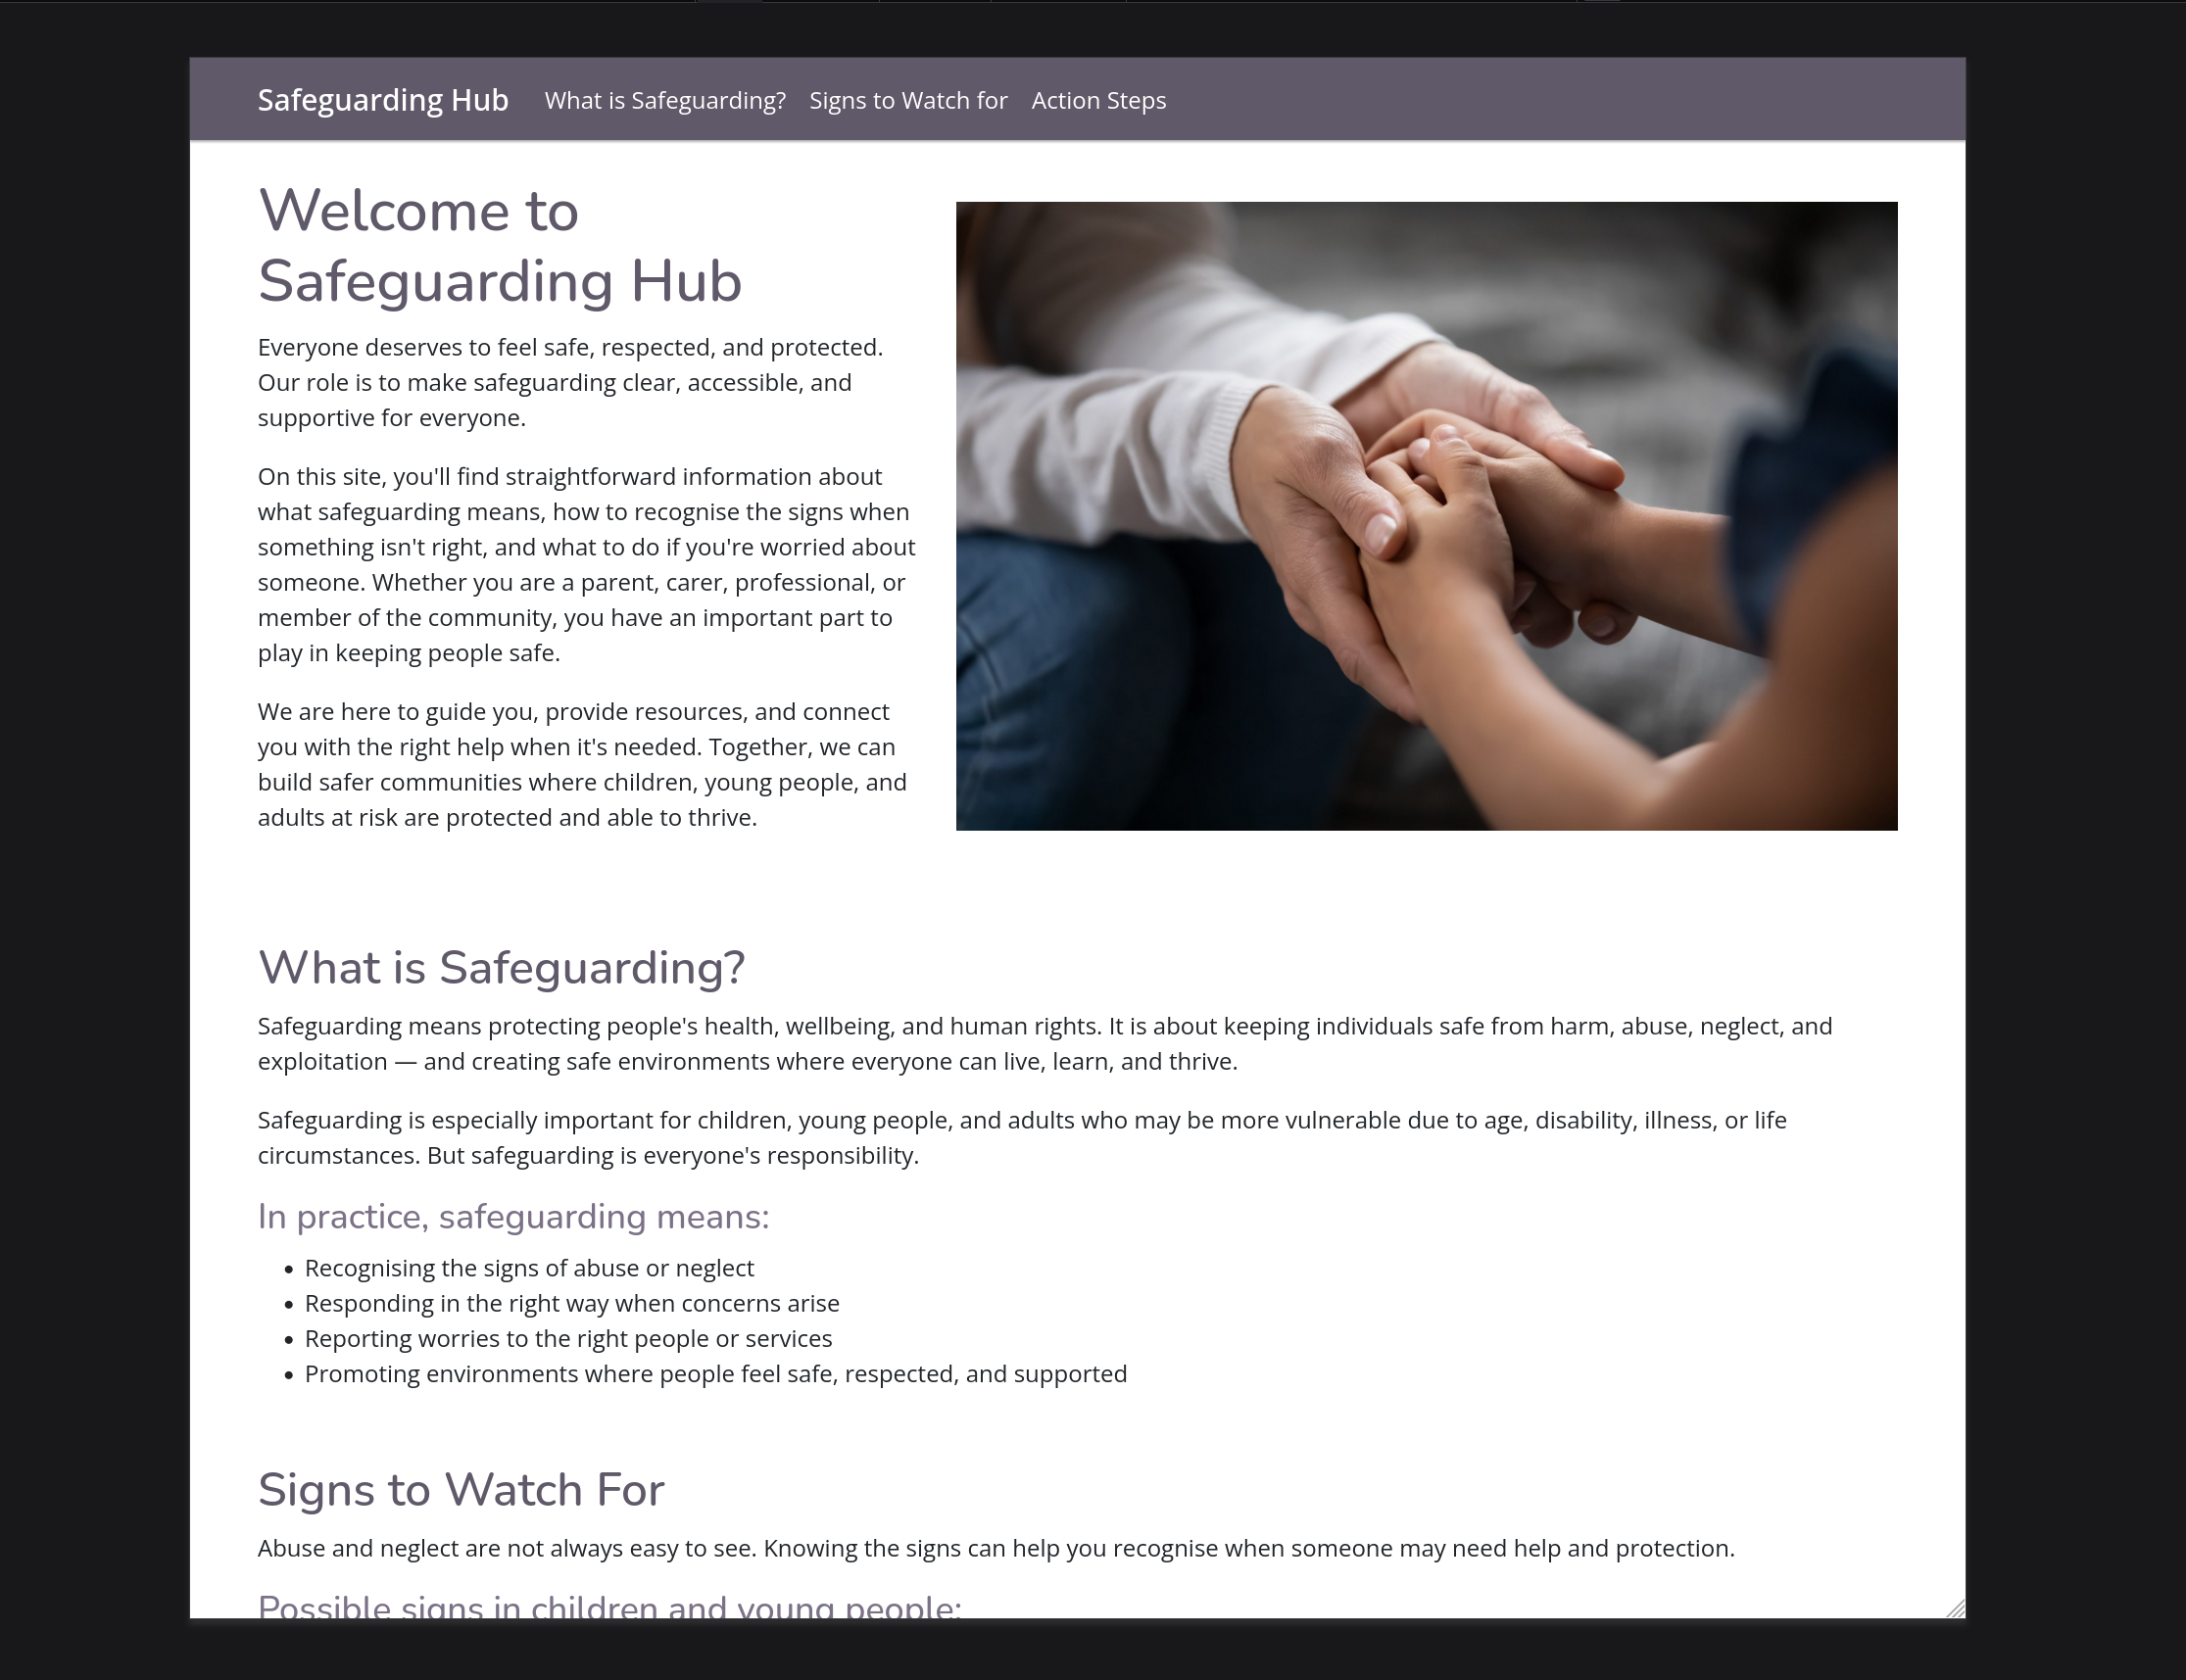 Safeguarding Hub What is Safeguarding? Signs to Watch for Action Steps
Welcome to
Safeguarding Hub
Everyone deserves to feel safe, respected, and protected.
Our role is to make safeguarding clear, accessible, and
supportive for everyone.
On this site, you'll find straightforward information about
what safeguarding means, how to recognise the signs when
something isn't right, and what to do if you're worried about
someone. Whether you are a parent, carer, professional, or
member of the community, you have an important part to
play in keeping people safe.
We are here to guide you, provide resources, and connect
you with the right help when it's needed. Together, we can
build safer communities where children, young people, and
adults at risk are protected and able to thrive.
What is Safeguarding?
Safeguarding means protecting people's health, wellbeing, and human rights. It is about keeping individuals safe from harm, abuse, neglect, and
exploitation — and creating safe environments where everyone can live, learn, and thrive.
Safeguarding is especially important for children, young people, and adults who may be more vulnerable due to age, disability, illness, or life
circumstances. But safeguarding is everyone's responsibility.
In practice, safeguarding means:
• Recognising the signs of abuse or neglect
• Responding in the right way when concerns arise
• Reporting worries to the right people or services
• Promoting environments where people feel safe, respected, and supported
Signs to Watch For
Abuse and neglect are not always easy to see. Knowing the signs can help you recognise when someone may need help and protection.
Possible signs in children and young people: